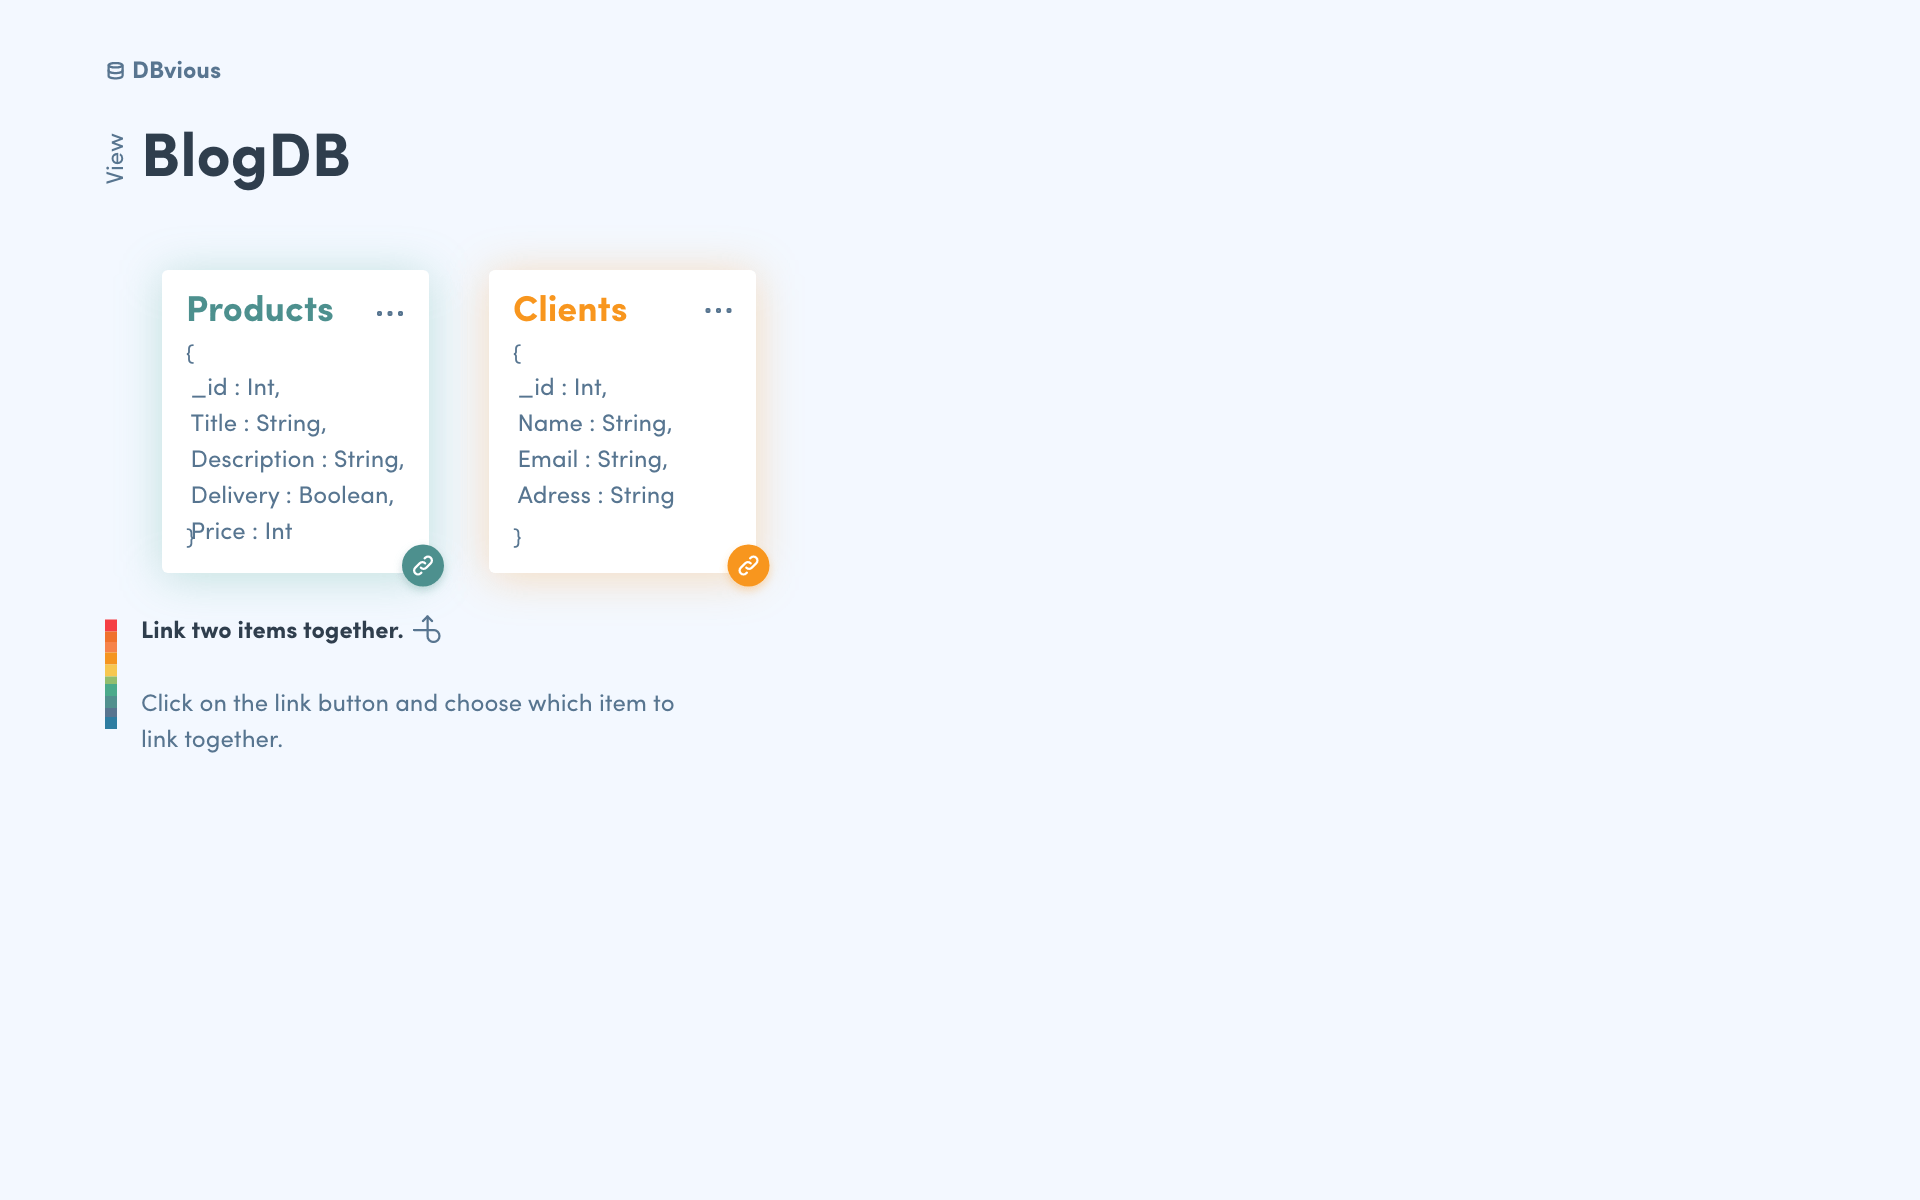 DBvious
View
BlogDB
Products
{
_id : Int,
Title : String,
Description : String,
Delivery : Boolean,
Price : Int
}
Clients
{
_id : Int,
Name : String,
Email : String,
Adress : String
}
Link two items together.
Click on the link button and choose which item to
link together.